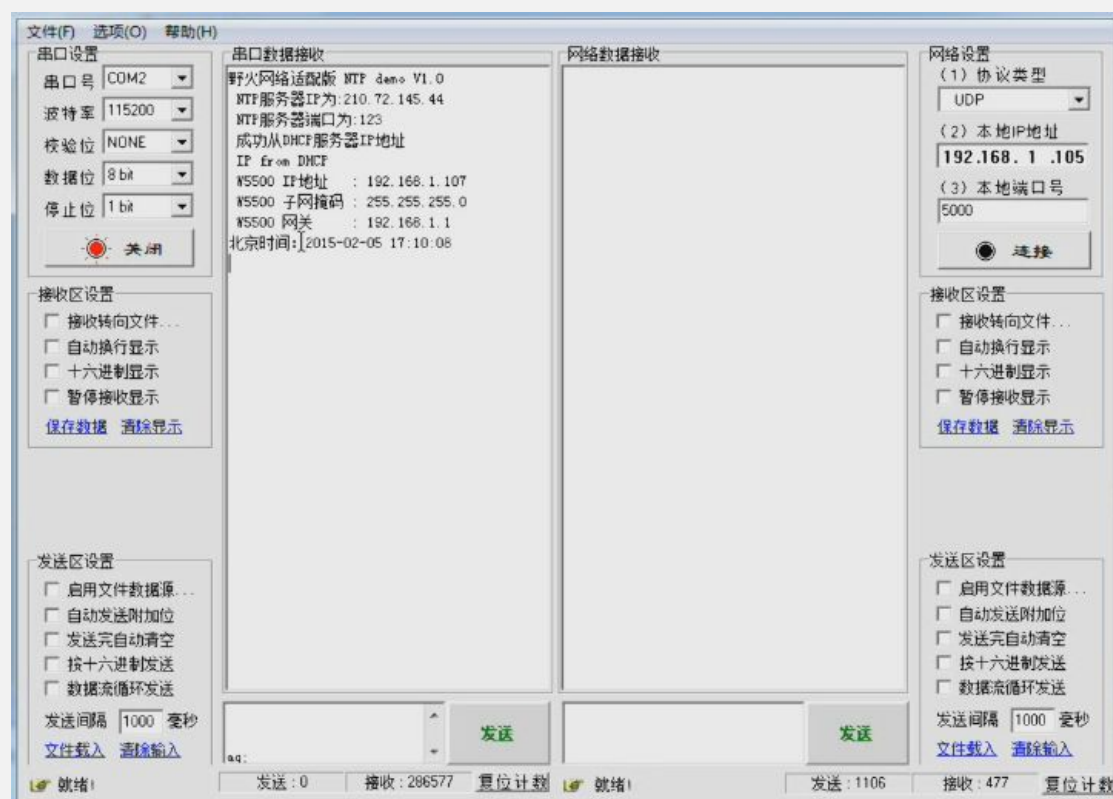 文件(F) 选项(O) 帮助(H)
串口设置
串口号 COM2
波特率 115200
校验位 NONE
数据位 8 bit
停止位 1 bit
关闭
接收区设置
接收转向文件...
自动换行显示
十六进制显示
暂停接收显示
保存数据 清除显示
发送区设置
启用文件数据源...
自动发送附加位
发送完自动清空
按十六进制发送
数据流循环发送
发送间隔 1000 毫秒
文件载入 清除输入
串口数据接收
野火网络适配版 NTP demo V1.0
NTP服务器IP为:210.72.145.44
NTP服务器端口为:123
成功从DHCP服务器IP地址
IP from DHCP
W5500 IP地址 : 192.168.1.107
W5500 子网掩码 : 255.255.255.0
W5500 网关 : 192.168.1.1
北京时间: 2015-02-05 17:10:08
发送
网络数据接收
发送
网络设置
(1) 协议类型
UDP
(2) 本地IP地址
192.168. 1 .105
(3) 本地端口号
5000
连接
接收区设置
接收转向文件...
自动换行显示
十六进制显示
暂停接收显示
保存数据 清除显示
发送区设置
启用文件数据源...
自动发送附加位
发送完自动清空
按十六进制发送
数据流循环发送
发送间隔 1000 毫秒
文件载入 清除输入
就绪! 发送:0 接收:286577 复位计数 就绪! 发送:1106 接收:477 复位计数